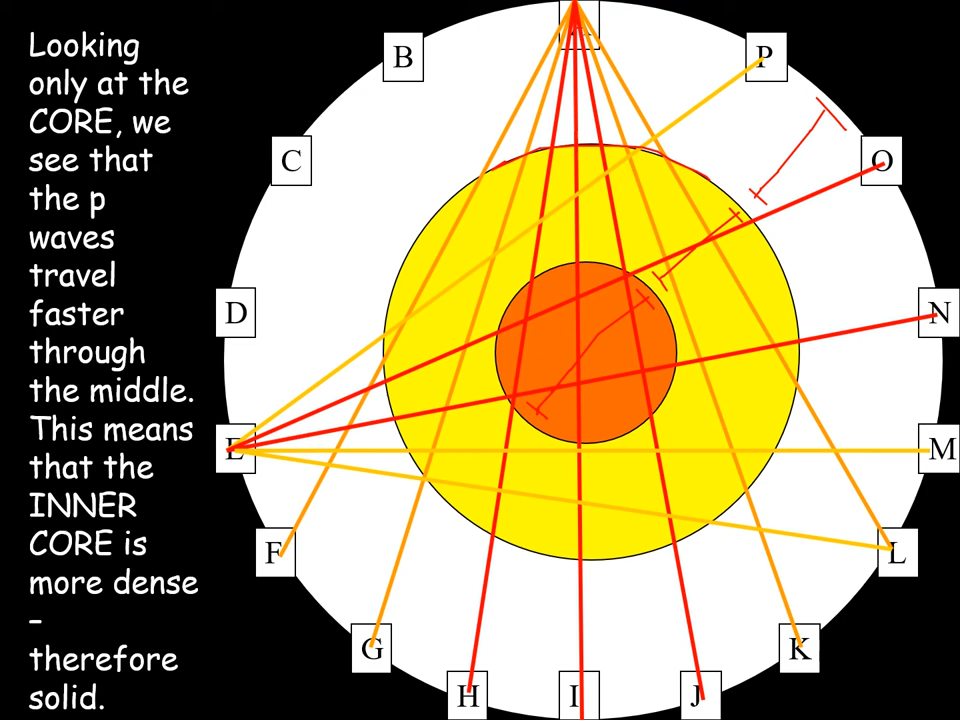 Looking
only at the
CORE, we
see that
the p
waves
travel
faster
through
the middle.
This means
that the
INNER
CORE is
more dense
–
therefore
solid.
A
B
P
C
O
D
N
E
M
F
L
G
K
H
I
J